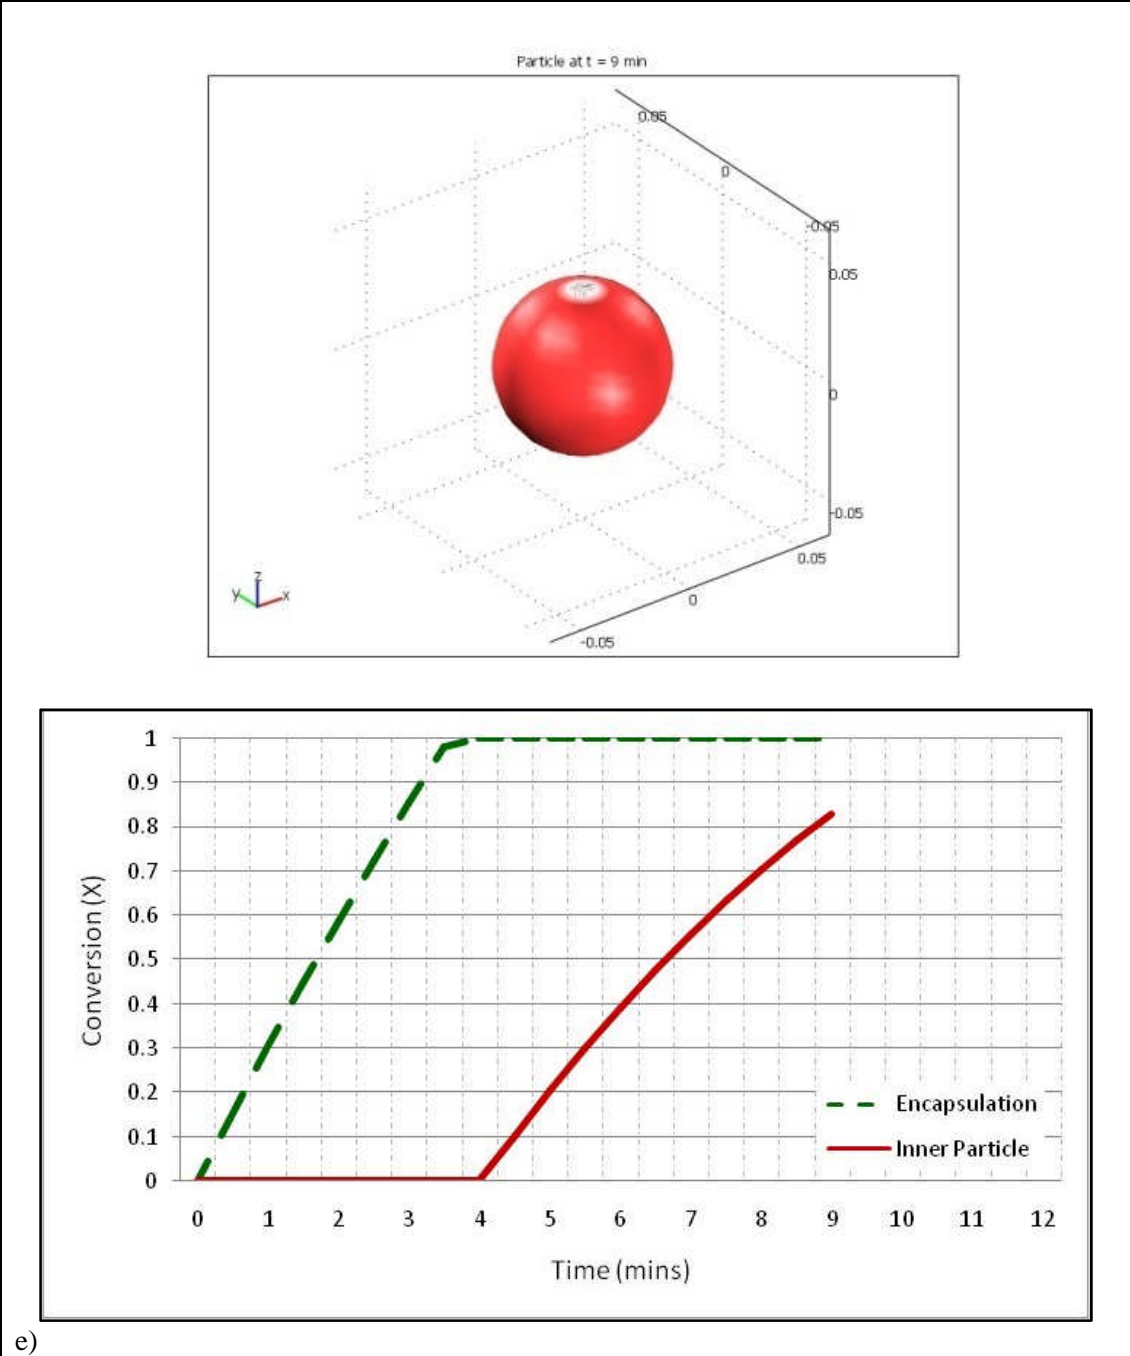 Particle at t = 9 min
0.05
0
-0.05
0.05
0
-0.05
0.05
0
-0.05
z
y
x
1
0.9
0.8
0.7
0.6
0.5
0.4
0.3
0.2
0.1
0
Conversion (X)
Encapsulation
Inner Particle
0 1 2 3 4 5 6 7 8 9 10 11 12
Time (mins)
e)